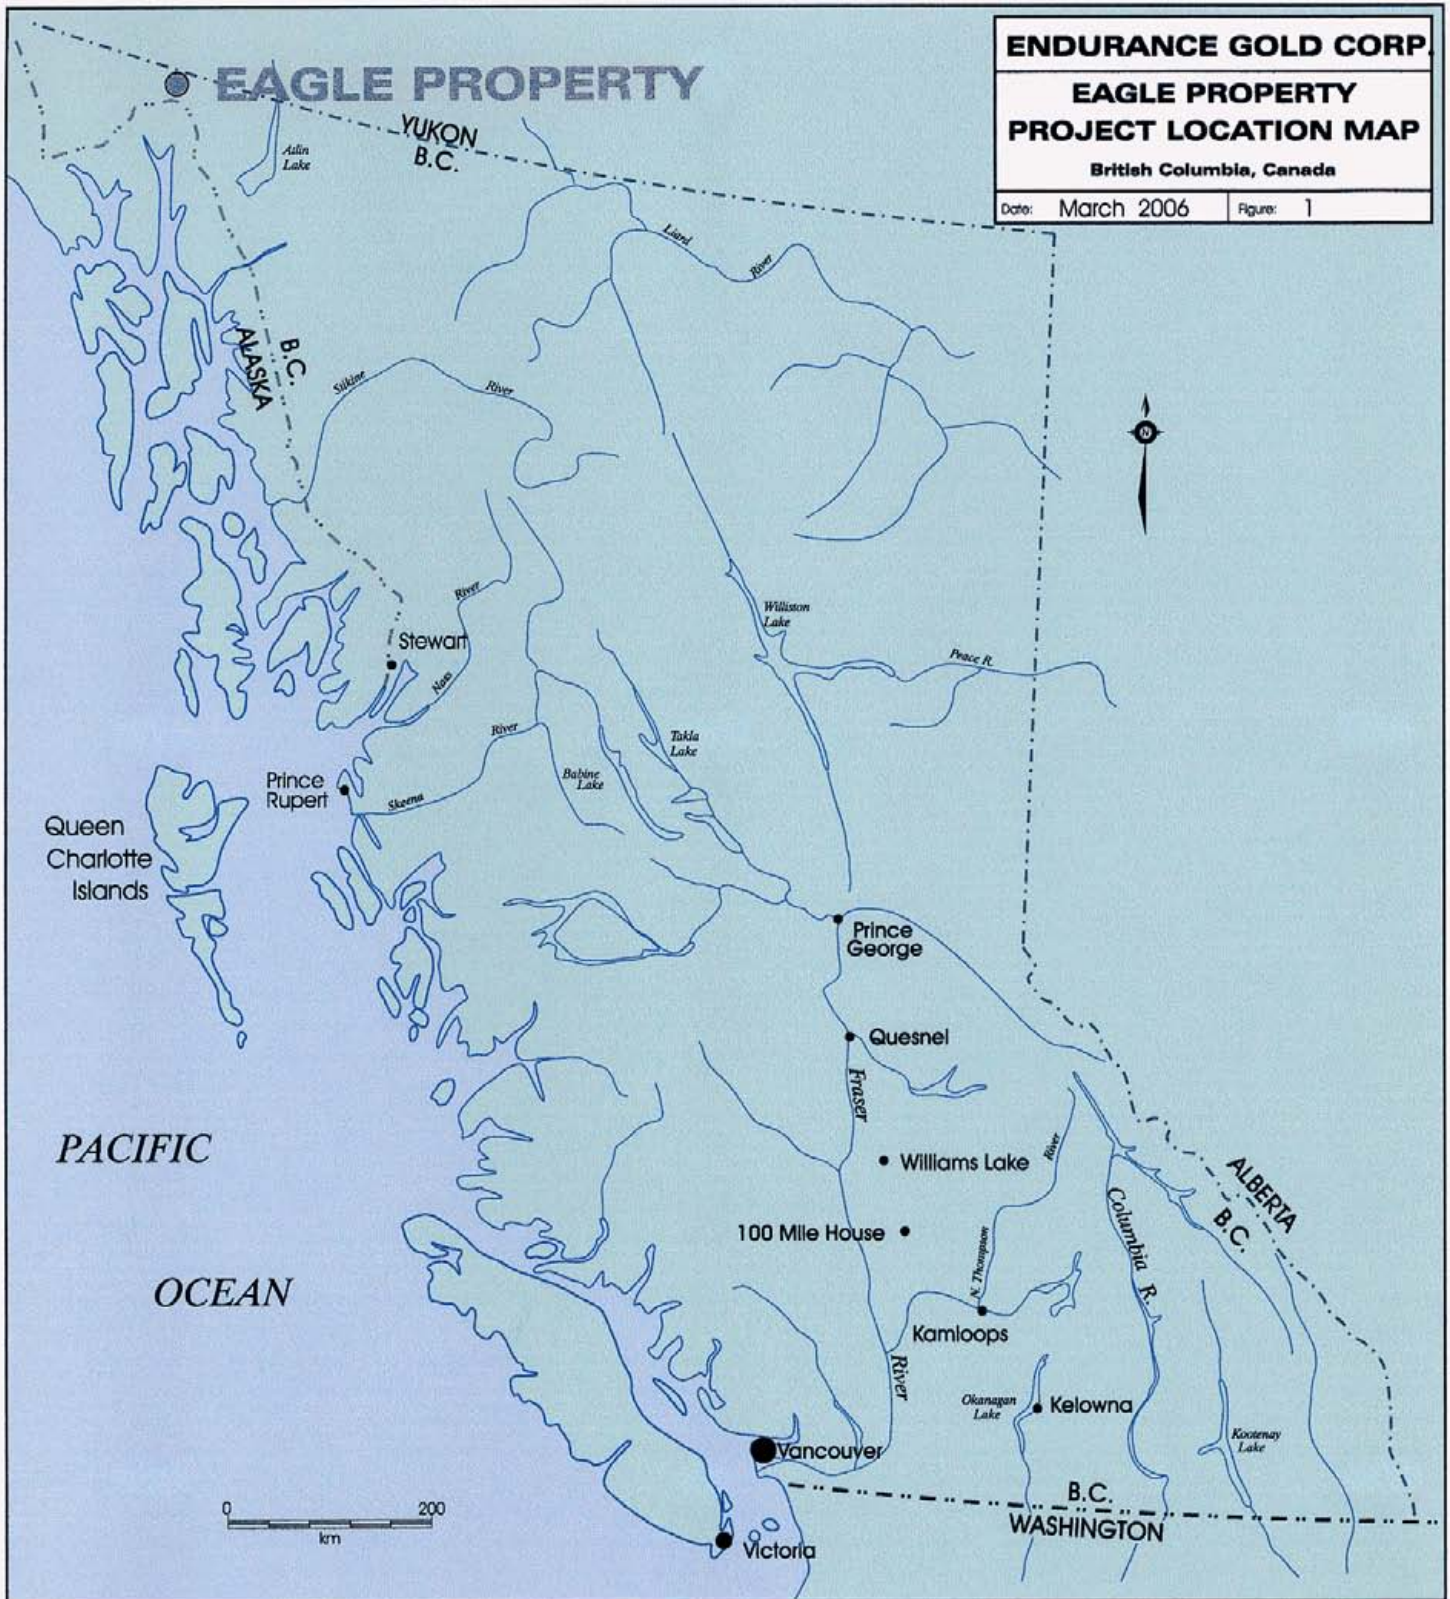 ENDURANCE GOLD CORP.
EAGLE PROPERTY
PROJECT LOCATION MAP
British Columbia, Canada
Date: March 2006
Figure: 1
EAGLE PROPERTY
YUKON
B.C.
Atlin
Lake
Liard
River
B.C.
ALASKA
Stikine
River
N
River
Williston
Lake
Stewart
Peace R.
Nass
River
Takla
Lake
Babine
Lake
Prince
Rupert
Skeena
Queen
Charlotte
Islands
Prince
George
Quesnel
Fraser
PACIFIC
Williams Lake
River
ALBERTA
B.C.
Columbia R.
100 Mile House
N. Thompson
OCEAN
Kamloops
River
Okanagan
Lake
Kelowna
Kootenay
Lake
Vancouver
B.C.
WASHINGTON
0 200
km
Victoria